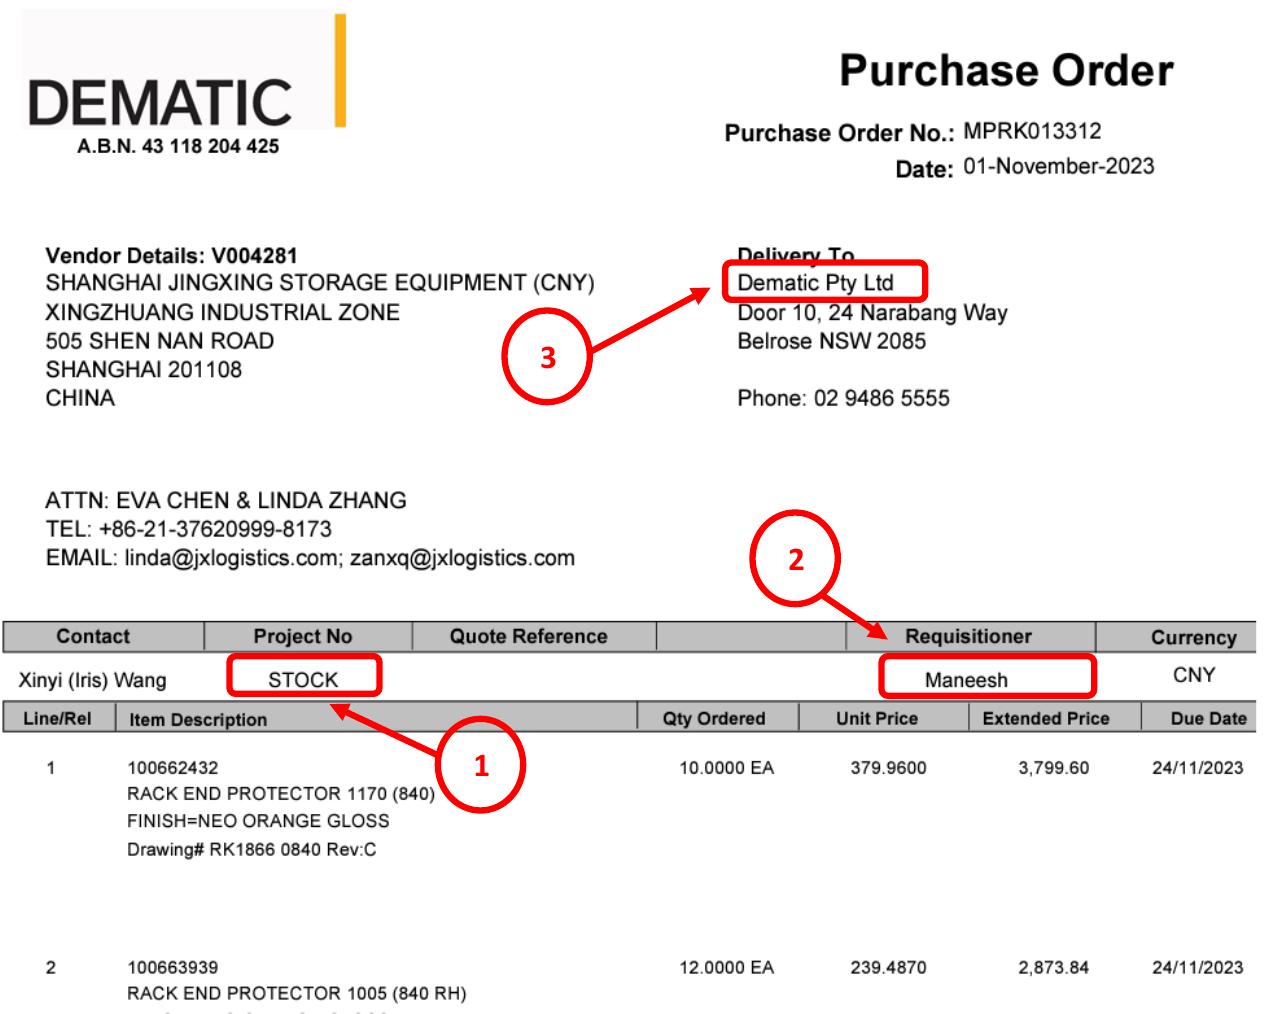 DEMATIC
A.B.N. 43 118 204 425
Purchase Order
Purchase Order No.: MPRK013312
Date: 01-November-2023
Vendor Details: V004281
SHANGHAI JINGXING STORAGE EQUIPMENT (CNY)
XINGZHUANG INDUSTRIAL ZONE
505 SHEN NAN ROAD
SHANGHAI 201108
CHINA
Delivery To
Dematic Pty Ltd
Door 10, 24 Narabang Way
Belrose NSW 2085
Phone: 02 9486 5555
3
ATTN: EVA CHEN & LINDA ZHANG
TEL: +86-21-37620999-8173
EMAIL: linda@jxlogistics.com; zanxq@jxlogistics.com
2
Contact Project No Quote Reference Requisitioner Currency
Xinyi (Iris) Wang STOCK Maneesh CNY
Line/Rel Item Description Qty Ordered Unit Price Extended Price Due Date
1
1 100662432 10.0000 EA 379.9600 3,799.60 24/11/2023
RACK END PROTECTOR 1170 (840)
FINISH=NEO ORANGE GLOSS
Drawing# RK1866 0840 Rev:C
2 100663939 12.0000 EA 239.4870 2,873.84 24/11/2023
RACK END PROTECTOR 1005 (840 RH)